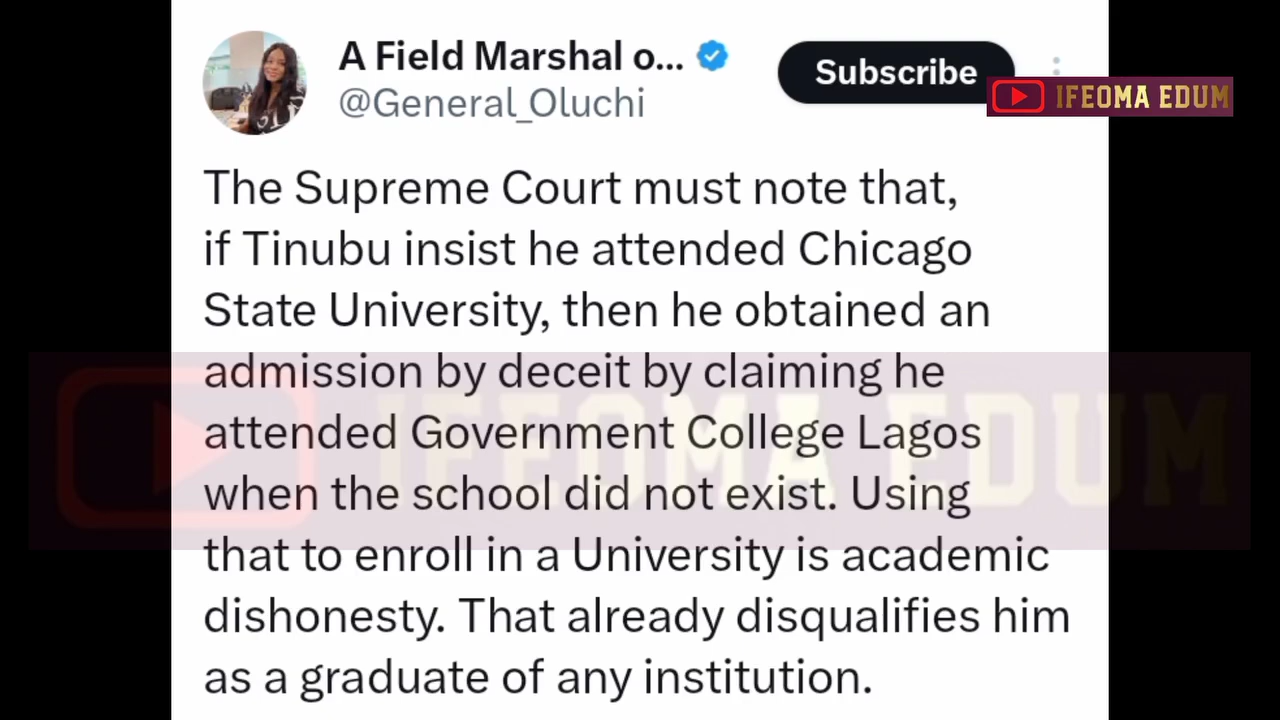 A Field Marshal o...
@General_Oluchi
Subscribe
IFEOMA EDUM
The Supreme Court must note that,
if Tinubu insist he attended Chicago
State University, then he obtained an
admission by deceit by claiming he
attended Government College Lagos
when the school did not exist. Using
that to enroll in a University is academic
dishonesty. That already disqualifies him
as a graduate of any institution.
IFEOMA EDUM